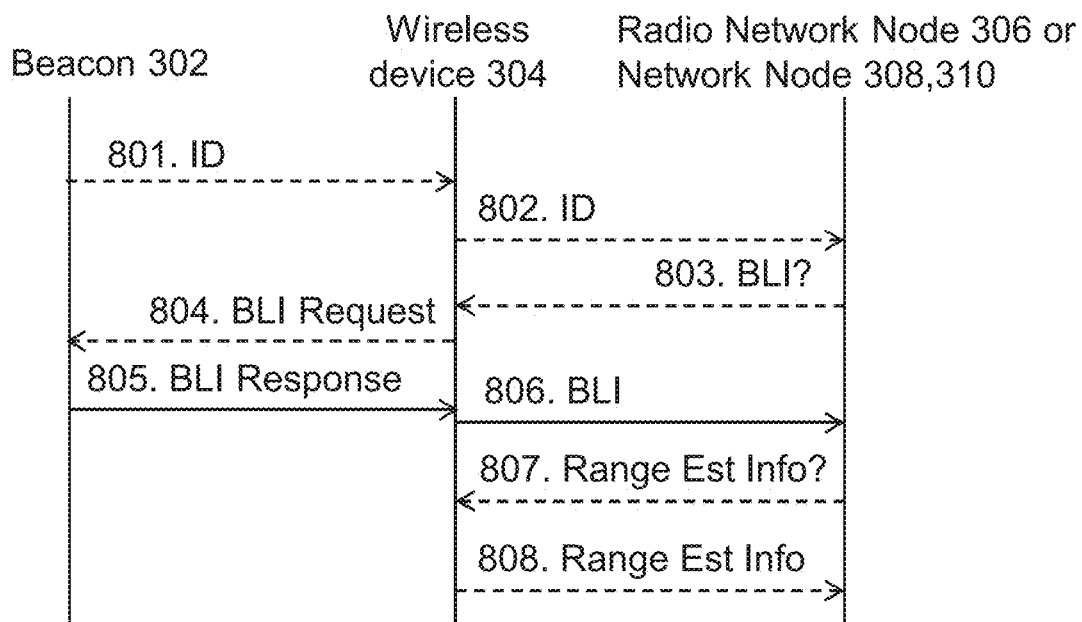 Beacon 302
Wireless
device 304
Radio Network Node 306 or
Network Node 308,310
801. ID
802. ID
803. BLI?
804. BLI Request
805. BLI Response
806. BLI
807. Range Est Info?
808. Range Est Info